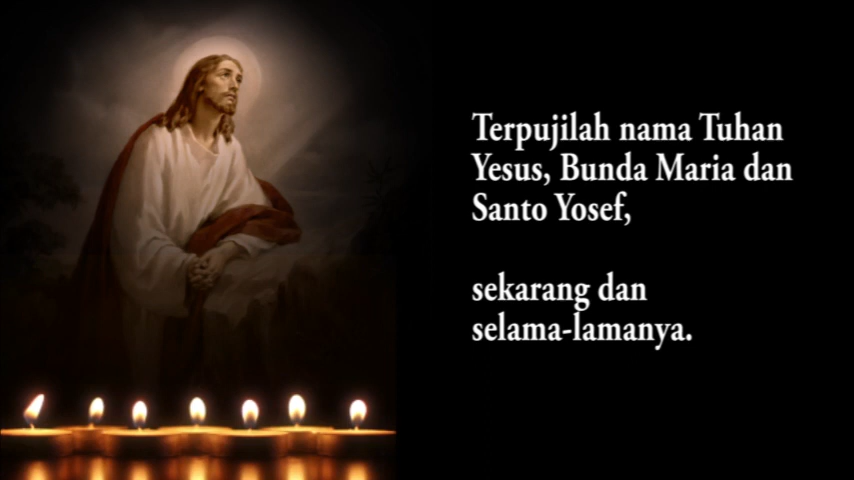 Terpujilah nama Tuhan
Yesus, Bunda Maria dan
Santo Yosef,
sekarang dan
selama-lamanya.